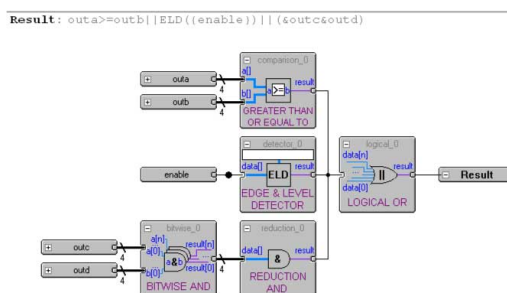 Result: outa>=outb||ELD((enable))||(&outc&outd)
comparison_0
a[]
result
outa
4
a
>=
b
b[]
outb
4
GREATER THAN
OR EQUAL TO
detector_0
logical_0
data[n]
data[]
result
enable
ELD
||
result
Result
data[0]
EDGE & LEVEL
DETECTOR
LOGICAL OR
bitwise_0
reduction_0
a[n]
result[n]
outc
4
a[0]
data[]
result
a&b
&
outd
4
b[0]
result[0]
4
BITWISE AND
REDUCTION
AND